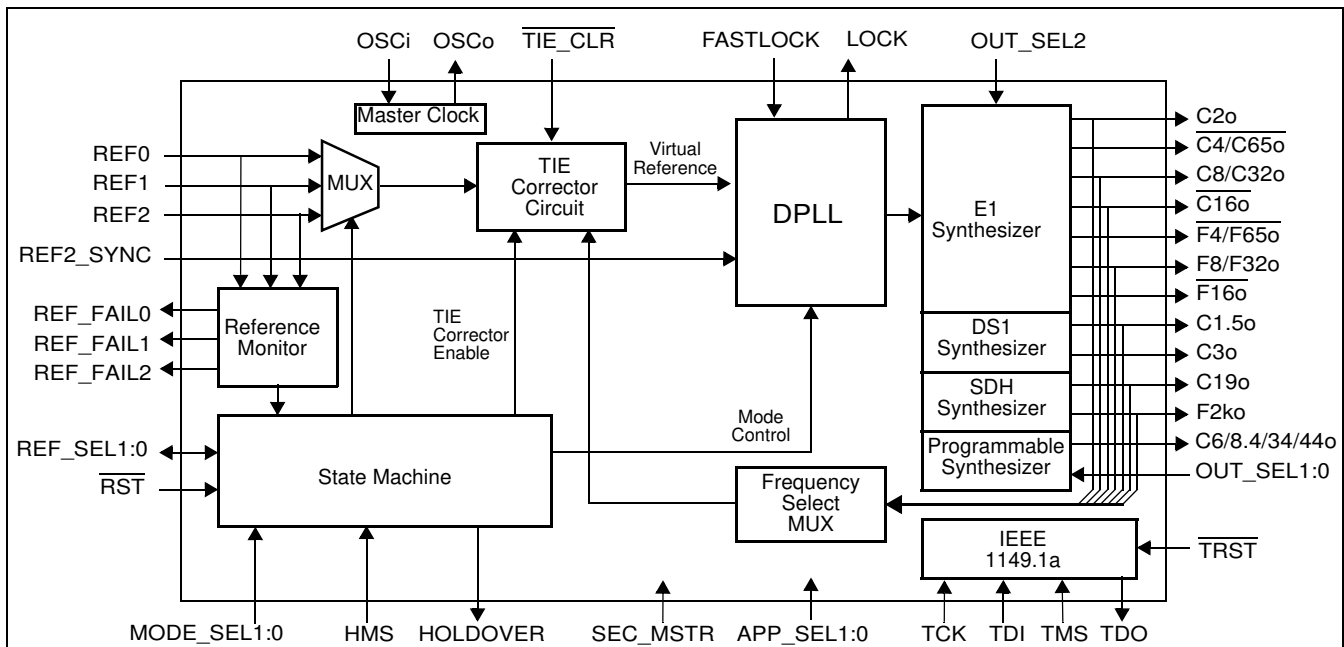 OSCi
OSCo
TIE_CLR
FASTLOCK
LOCK
OUT_SEL2
Master Clock
REF0
REF1
REF2
REF2_SYNC
MUX
TIE
Corrector
Circuit
Virtual
Reference
DPLL
E1
Synthesizer
C2o
C4/C65o
C8/C32o
C16o
F4/F65o
F8/F32o
F16o
REF_FAIL0
REF_FAIL1
REF_FAIL2
Reference
Monitor
TIE
Corrector
Enable
DS1
Synthesizer
C1.5o
C3o
SDH
Synthesizer
C19o
F2ko
Programmable
Synthesizer
C6/8.4/34/44o
OUT_SEL1:0
REF_SEL1:0
RST
State Machine
Mode
Control
Frequency
Select
MUX
IEEE
1149.1a
TRST
MODE_SEL1:0
HMS
HOLDOVER
SEC_MSTR
APP_SEL1:0
TCK
TDI
TMS
TDO